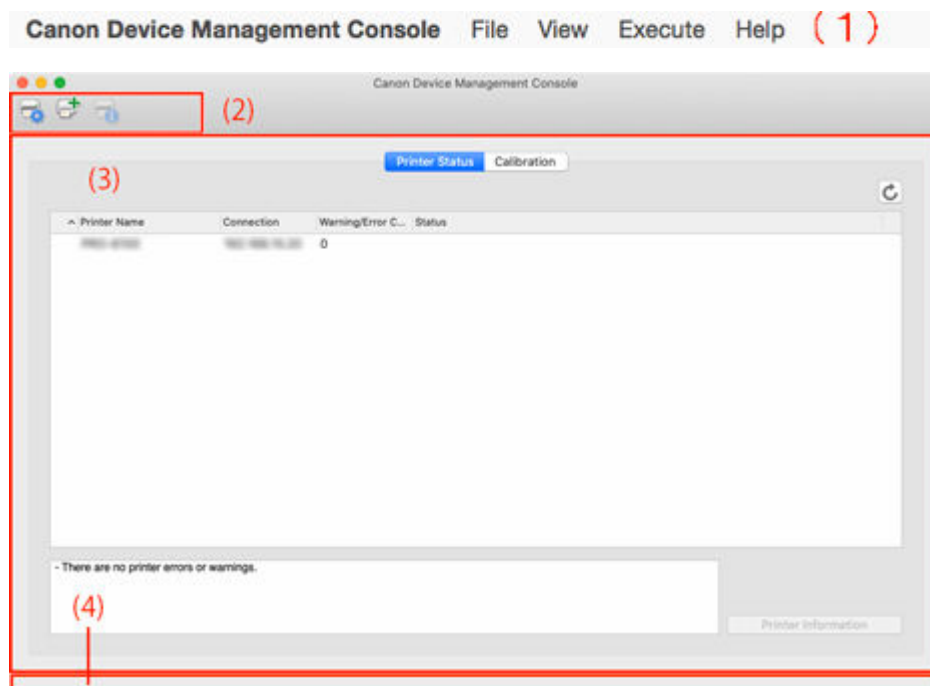 Canon Device Management Console File View Execute Help (1)
Canon Device Management Console
(2)
Printer Status Calibration
(3)
Printer Name Connection Warning/Error C... Status
0
- There are no printer errors or warnings.
(4)
Printer Information